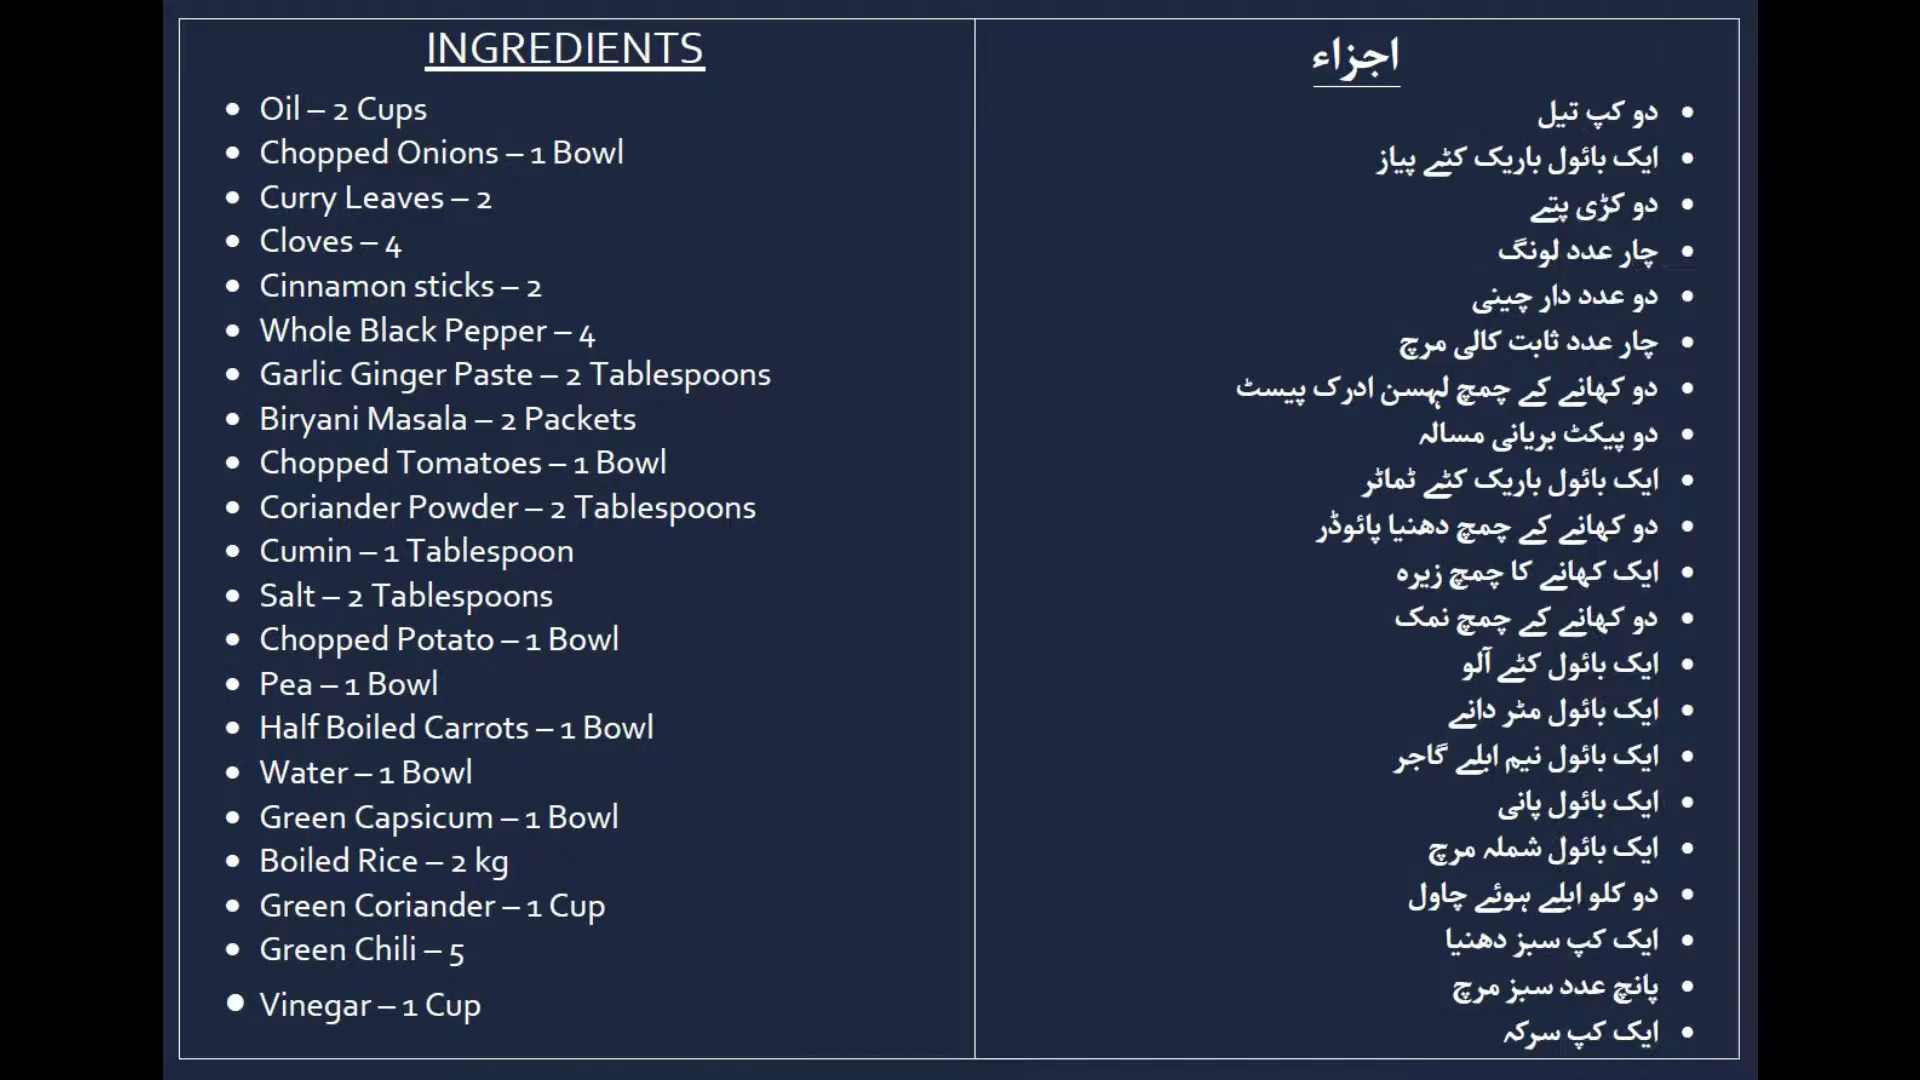 INGREDIENTS
Oil – 2 Cups
Chopped Onions – 1 Bowl
Curry Leaves – 2
Cloves – 4
Cinnamon sticks – 2
Whole Black Pepper – 4
Garlic Ginger Paste – 2 Tablespoons
Biryani Masala – 2 Packets
Chopped Tomatoes – 1 Bowl
Coriander Powder – 2 Tablespoons
Cumin – 1 Tablespoon
Salt – 2 Tablespoons
Chopped Potato – 1 Bowl
Pea – 1 Bowl
Half Boiled Carrots – 1 Bowl
Water – 1 Bowl
Green Capsicum – 1 Bowl
Boiled Rice – 2 kg
Green Coriander – 1 Cup
Green Chili – 5
Vinegar – 1 Cup
اجزاء
دو کپ تیل
ایک بائول باریک کٹے پیاز
دو کڑی پتے
چار عدد لونگ
دو عدد دار چینی
چار عدد ثابت کالی مرچ
دو کھانے کے چمچ لہسن ادرک پیسٹ
دو پیکٹ بریانی مسالہ
ایک بائول باریک کٹے ٹماٹر
دو کھانے کے چمچ دھنیا پائوڈر
ایک کھانے کا چمچ زیرہ
دو کھانے کے چمچ نمک
ایک بائول کٹے آلو
ایک بائول مٹر دانے
ایک بائول نیم ابلے گاجر
ایک بائول پانی
ایک بائول شملہ مرچ
دو کلو ابلے ہوئے چاول
ایک کپ سبز دھنیا
پانچ عدد سبز مرچ
ایک کپ سرکہ